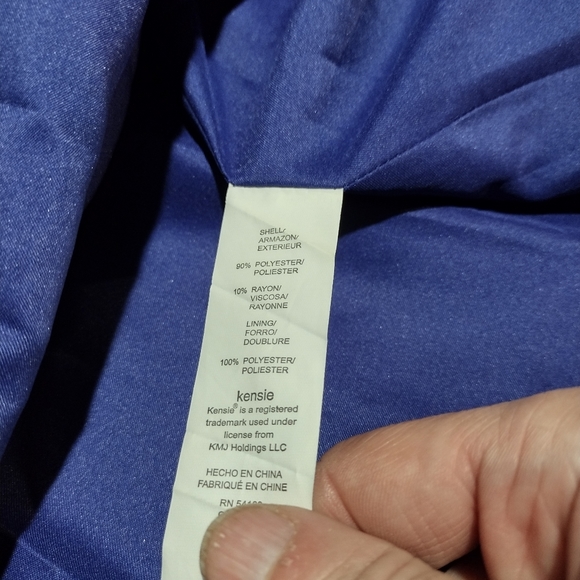 SHELL/
ARMAZON/
EXTERIEUR
90% POLYESTER/
POLIESTER
10% RAYON/
VISCOSA/
RAYONNE
LINING/
FORRO/
DOUBLURE
100% POLYESTER/
POLIESTER
kensie
Kensie® is a registered
trademark used under
license from
KMJ Holdings LLC
HECHO EN CHINA
FABRIQUÉ EN CHINE
RN